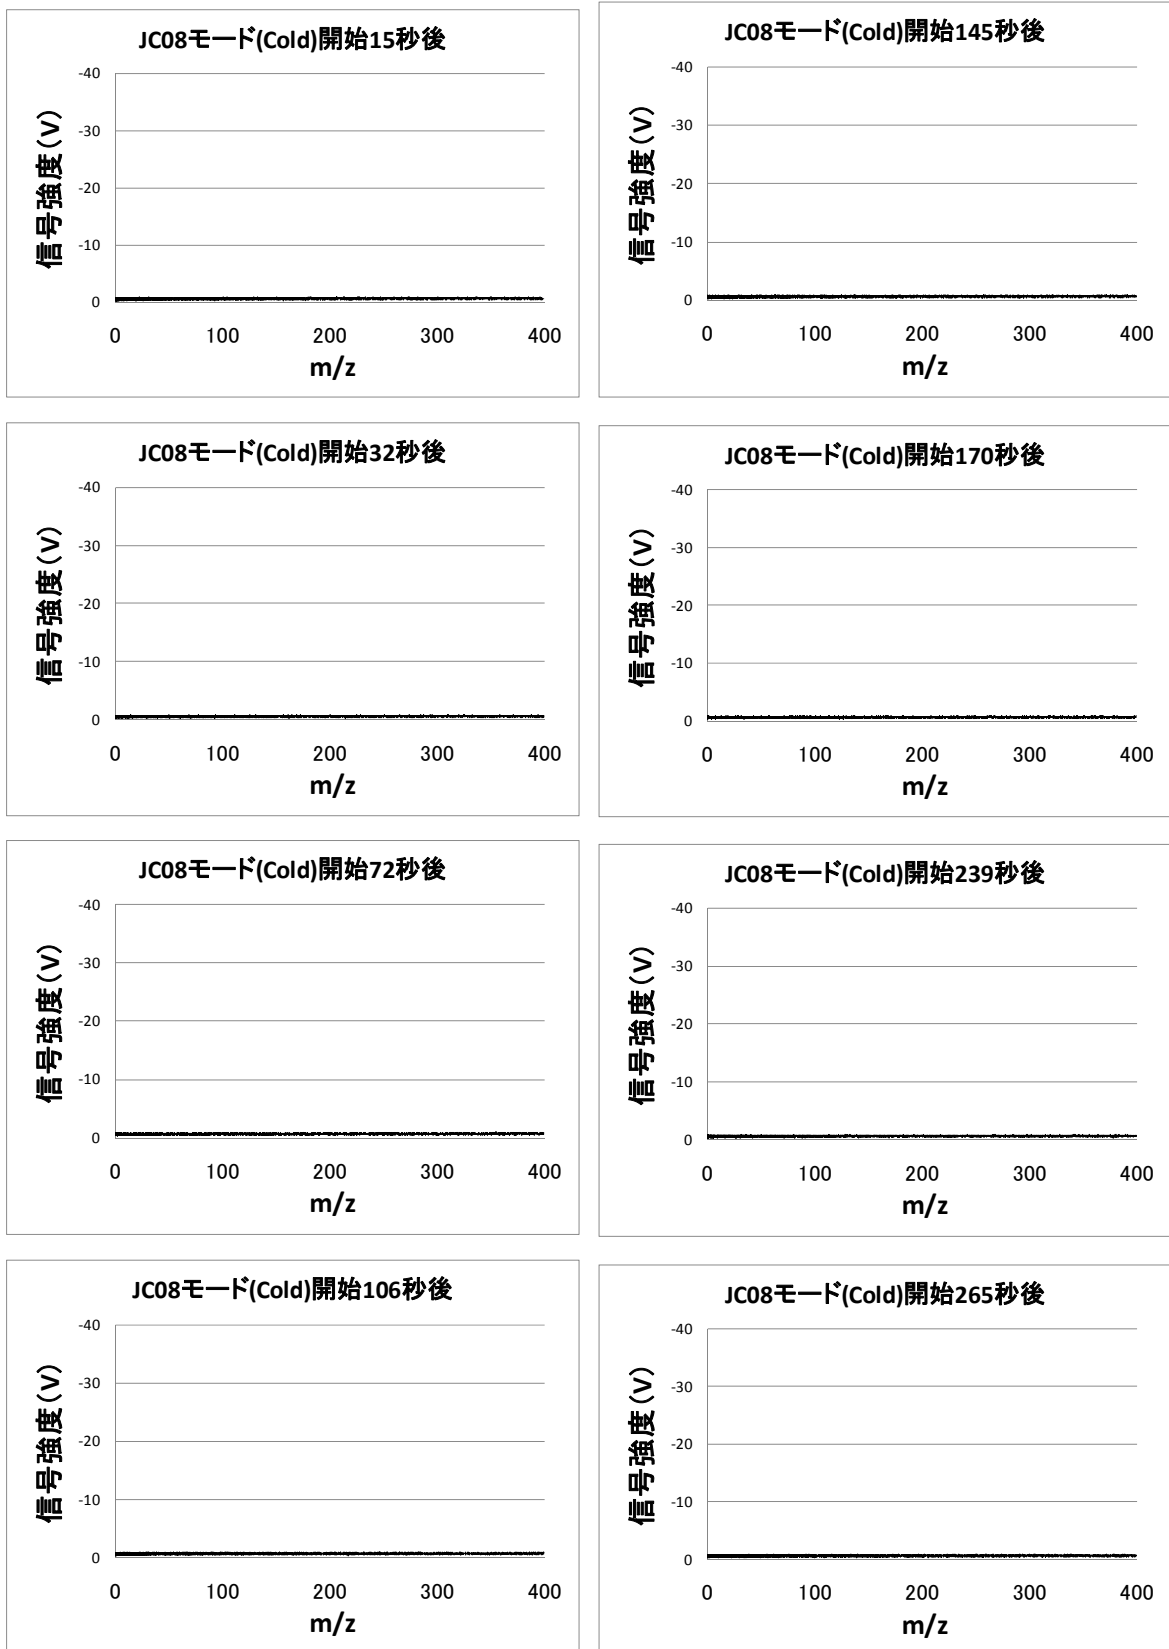 JC08モード(Cold)開始15秒後
信号強度(V)
-40
-30
-20
-10
0
0 100 200 300 400
m/z
JC08モード(Cold)開始145秒後
信号強度(V)
-40
-30
-20
-10
0
0 100 200 300 400
m/z
JC08モード(Cold)開始32秒後
信号強度(V)
-40
-30
-20
-10
0
0 100 200 300 400
m/z
JC08モード(Cold)開始170秒後
信号強度(V)
-40
-30
-20
-10
0
0 100 200 300 400
m/z
JC08モード(Cold)開始72秒後
信号強度(V)
-40
-30
-20
-10
0
0 100 200 300 400
m/z
JC08モード(Cold)開始239秒後
信号強度(V)
-40
-30
-20
-10
0
0 100 200 300 400
m/z
JC08モード(Cold)開始106秒後
信号強度(V)
-40
-30
-20
-10
0
0 100 200 300 400
m/z
JC08モード(Cold)開始265秒後
信号強度(V)
-40
-30
-20
-10
0
0 100 200 300 400
m/z